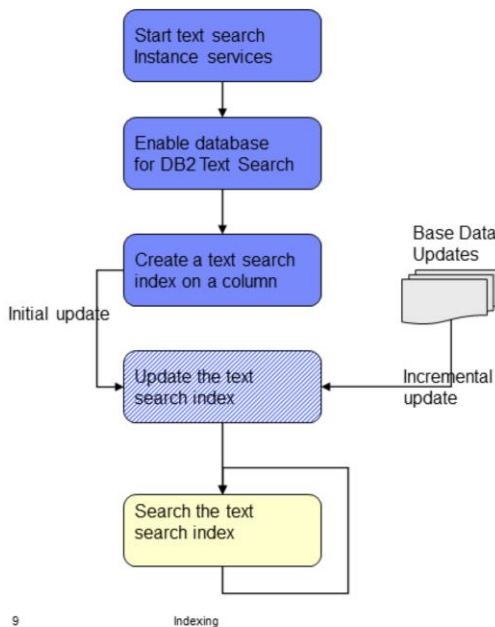 Start text search
Instance services
Enable database
for DB2 Text Search
Create a text search
index on a column
Base Data
Updates
Initial update
Update the text
search index
Incremental
update
Search the text
search index
9
Indexing